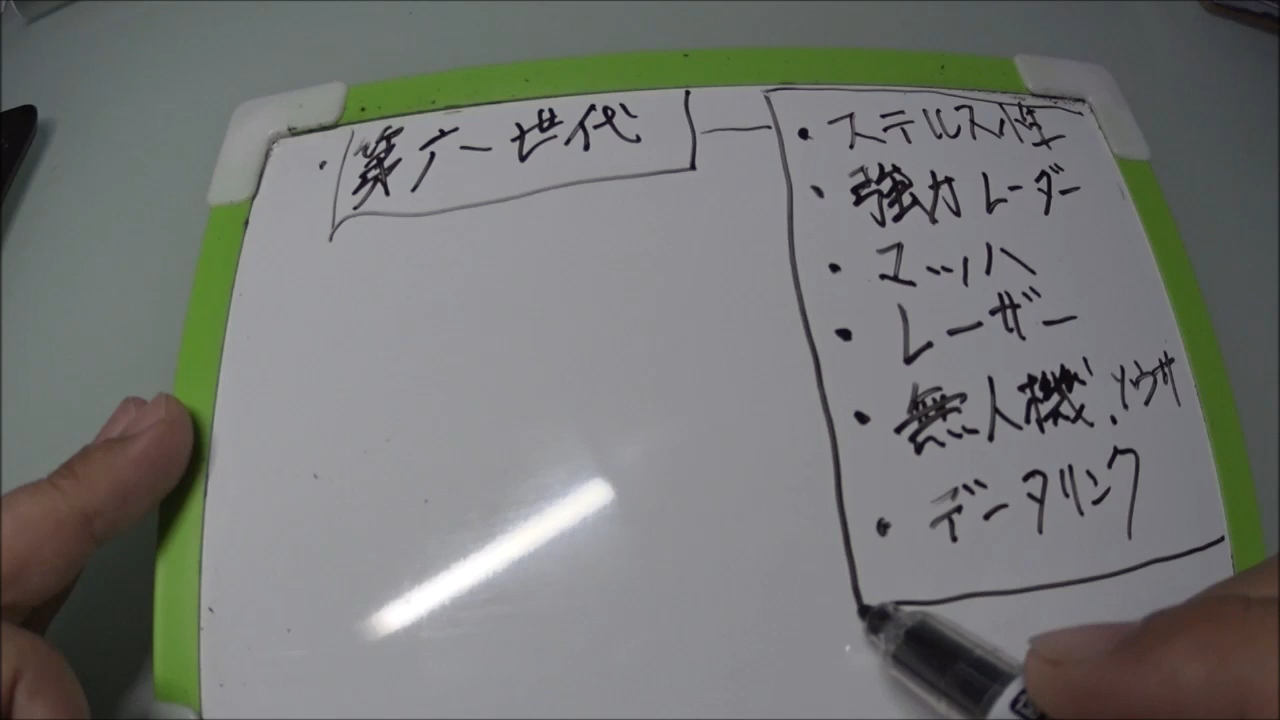 ・第六世代
・ステルス性
・強力レーダー
・マッハ
・レーザー
・無人機、ソウサ
・データリンク